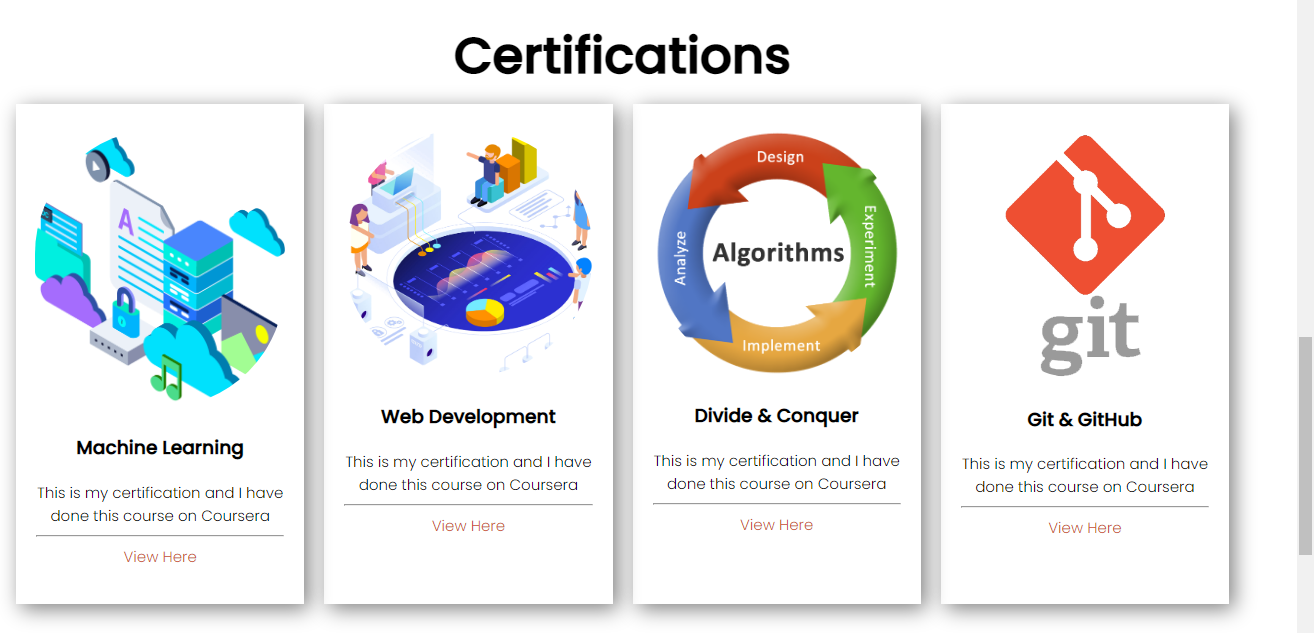 Certifications
A
Machine Learning
This is my certification and I have
done this course on Coursera
View Here
Web Development
This is my certification and I have
done this course on Coursera
View Here
Design
Experiment
Algorithms
Analyze
Implement
Divide & Conquer
This is my certification and I have
done this course on Coursera
View Here
git
Git & GitHub
This is my certification and I have
done this course on Coursera
View Here